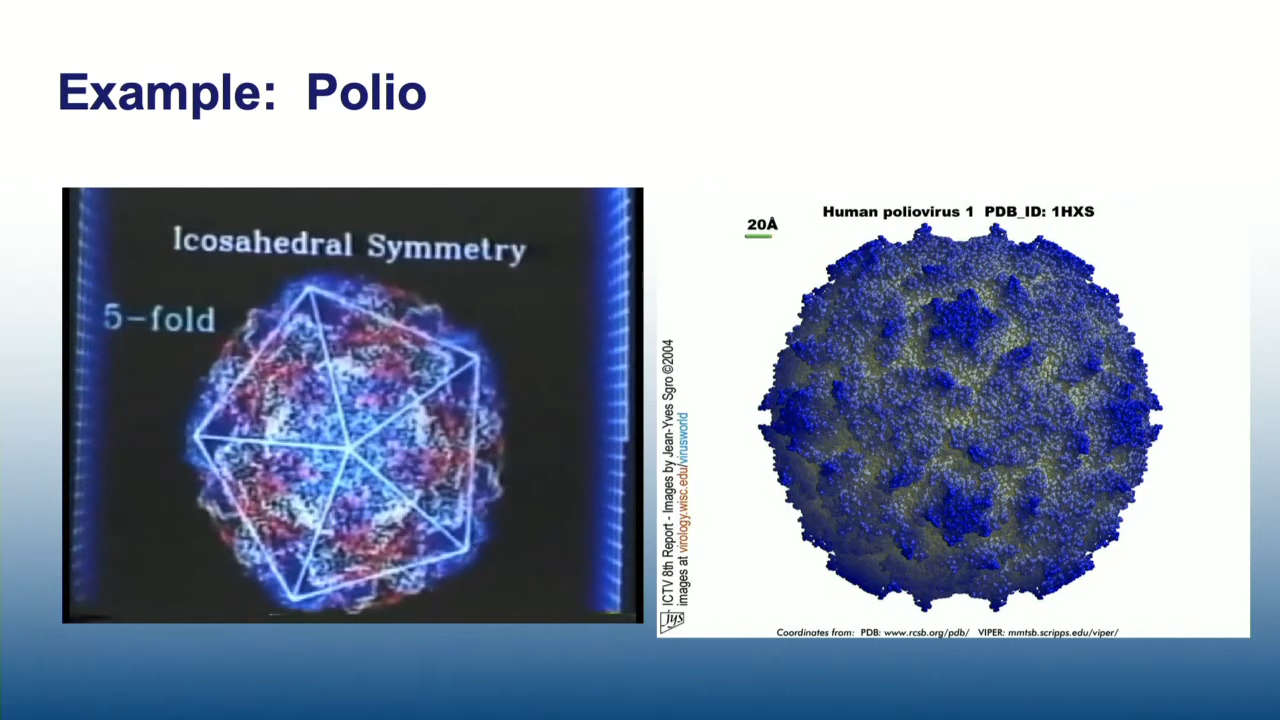 Example: Polio
Icosahedral Symmetry
5-fold
Human poliovirus 1 PDB_ID: 1HXS
20Å
ICTV 8th Report - Images by Jean-Yves Sgro ©2004
images at virology.wisc.edu/virusworld
jys
Coordinates from: PDB: www.rcsb.org/pdb/ VIPER: mmtsb.scripps.edu/viper/